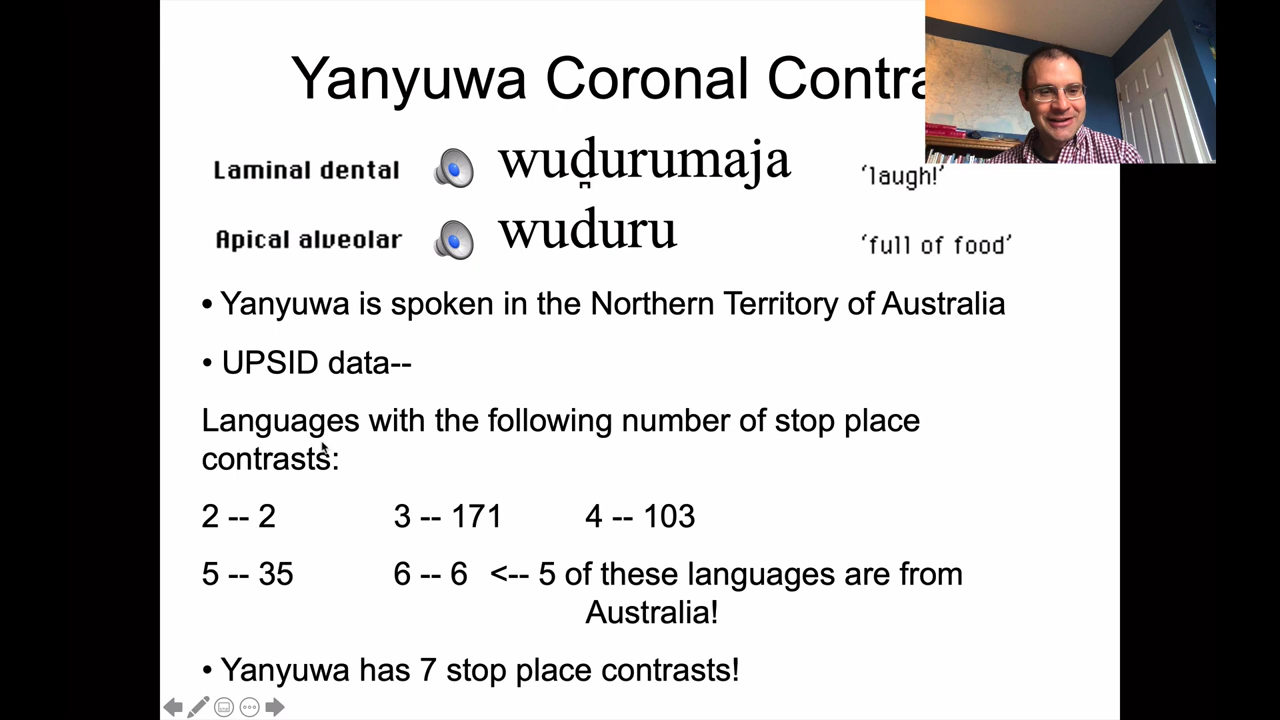 Yanyuwa Coronal Contra
Laminal dental wud̪urumaja ‘laugh!’
Apical alveolar wuduru ‘full of food’
• Yanyuwa is spoken in the Northern Territory of Australia
• UPSID data--
Languages with the following number of stop place
contrasts:
2 -- 2 3 -- 171 4 -- 103
5 -- 35 6 -- 6 <-- 5 of these languages are from
Australia!
• Yanyuwa has 7 stop place contrasts!